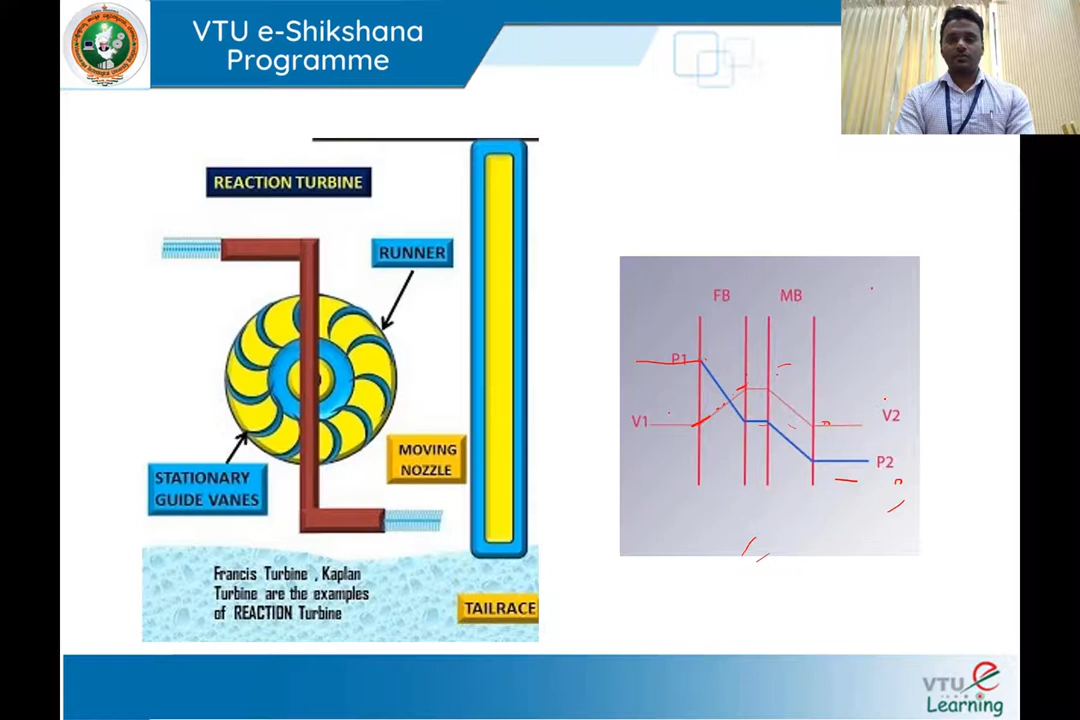 VTU e-Shikshana
Programme
REACTION TURBINE
RUNNER
MOVING
NOZZLE
STATIONARY
GUIDE VANES
Francis Turbine , Kaplan
Turbine are the examples
of REACTION Turbine
TAILRACE
FB MB
P1
V1
V2
P2
VTU e
Learning